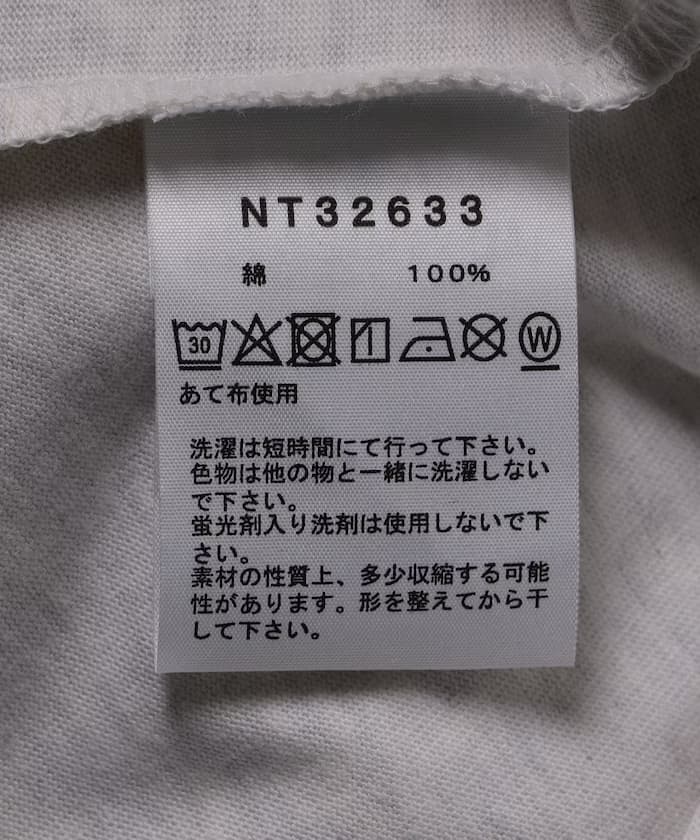 NT32633
綿 100%
30 W
あて布使用
洗濯は短時間にて行って下さい。
色物は他の物と一緒に洗濯しない
で下さい。
蛍光剤入り洗剤は使用しないで下
さい。
素材の性質上、多少収縮する可能
性があります。形を整えてから干
して下さい。